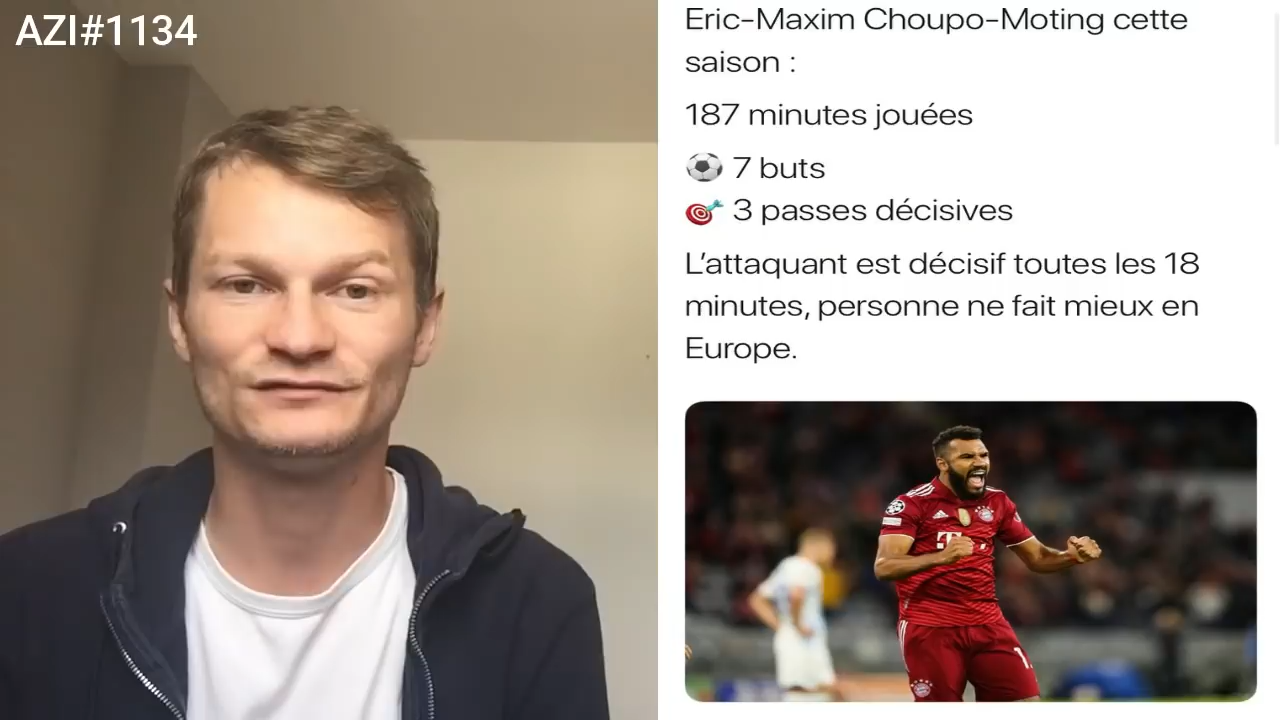 AZI#1134
Eric-Maxim Choupo-Moting cette
saison :
187 minutes jouées
⚽ 7 buts
🎯 3 passes décisives
L'attaquant est décisif toutes les 18
minutes, personne ne fait mieux en
Europe.